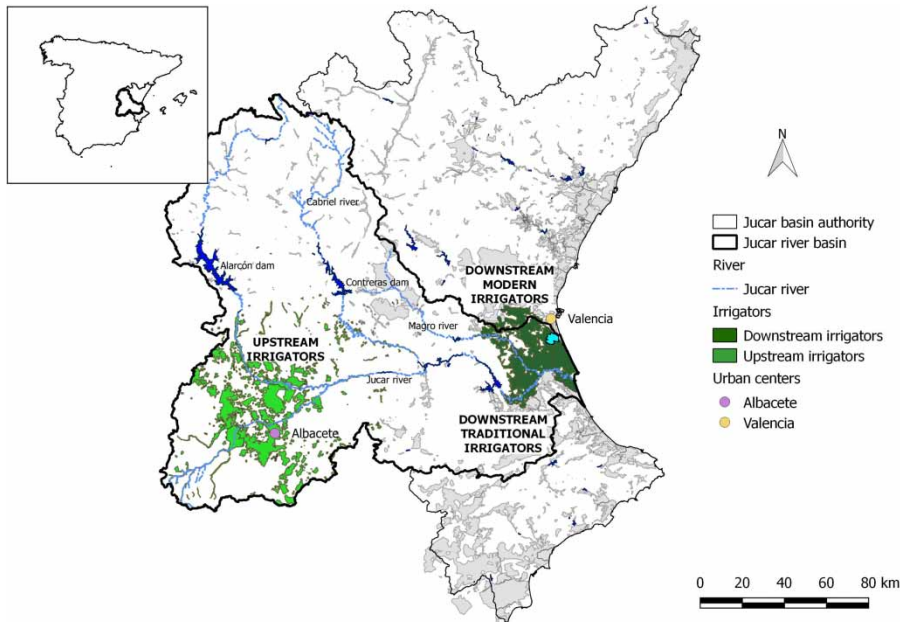 N
Cabriel river
Alarcón dam
Contreras dam
DOWNSTREAM
MODERN
IRRIGATORS
Valencia
Magro river
UPSTREAM
IRRIGATORS
Jucar river
Albacete
DOWNSTREAM
TRADITIONAL
IRRIGATORS
Jucar basin authority
Jucar river basin
River
Jucar river
Irrigators
Downstream irrigators
Upstream irrigators
Urban centers
Albacete
Valencia
0 20 40 60 80 km